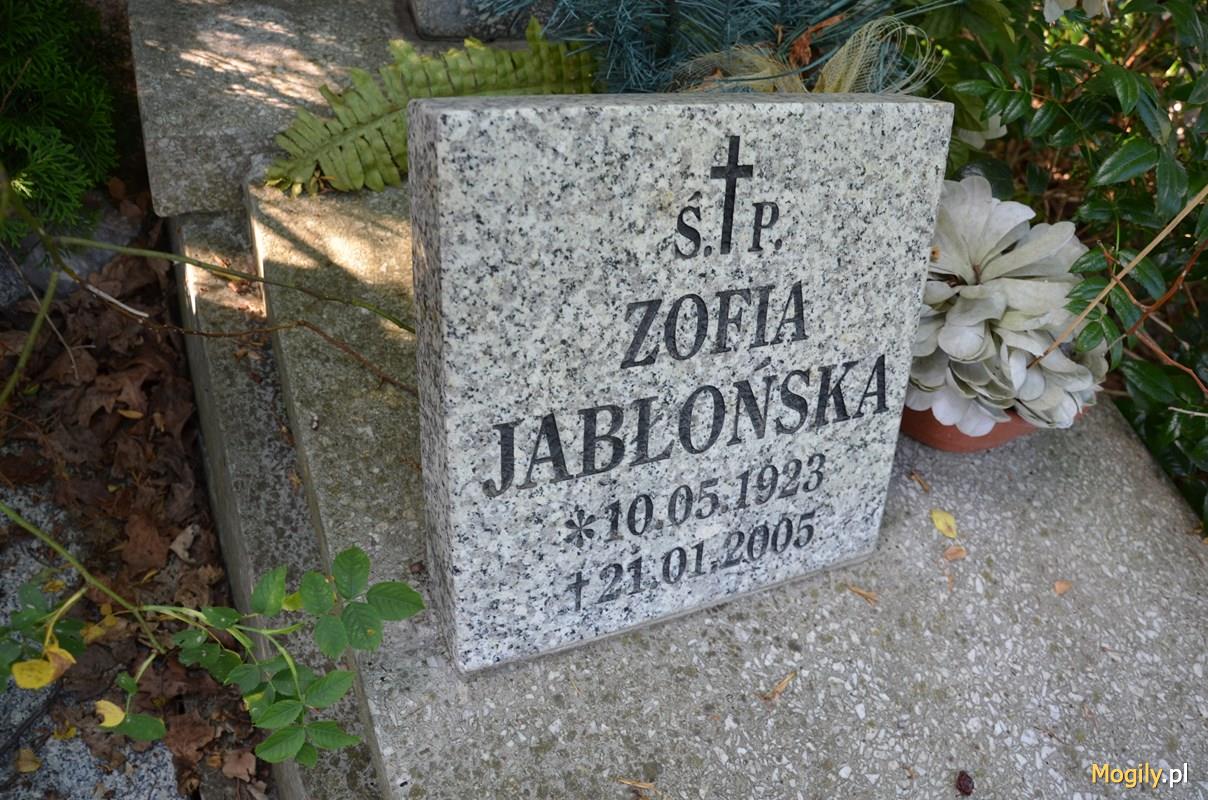 Ś. P.
ZOFIA
JABŁOŃSKA
*10.05.1923
†21.01.2005
Mogily.pl